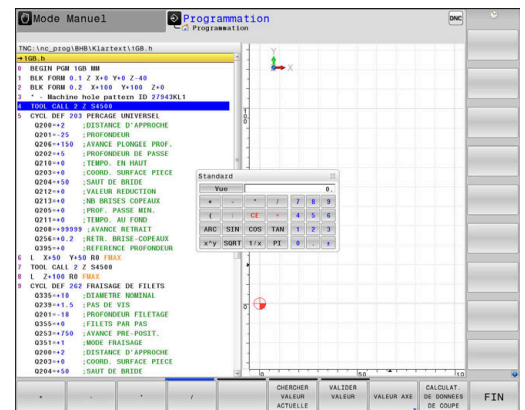 Mode Manuel
Programmation
Programmation
DNC
TNC:\nc_prog\BHB\Klartext\1GB.h
→1GB.h
0 BEGIN PGM 1GB MM
1 BLK FORM 0.1 Z X+0 Y+0 Z-40
2 BLK FORM 0.2 X+100 Y+100 Z+0
3 * - Machine hole pattern ID 27943KL1
4 TOOL CALL 2 Z S4500
5 CYCL DEF 203 PERCAGE UNIVERSEL
Q200=+2 ;DISTANCE D'APPROCHE
Q201=-25 ;PROFONDEUR
Q206=+150 ;AVANCE PLONGEE PROF.
Q202=+5 ;PROFONDEUR DE PASSE
Q210=+0 ;TEMPO. EN HAUT
Q203=+0 ;COORD. SURFACE PIECE
Q204=+50 ;SAUT DE BRIDE
Q212=+0 ;VALEUR REDUCTION
Q213=+0 ;NB BRISES COPEAUX
Q205=+0 ;PROF. PASSE MIN.
Q211=+0 ;TEMPO. AU FOND
Q208=+99999 ;AVANCE RETRAIT
Q256=+0.2 ;RETR. BRISE-COPEAUX
Q395=+0 ;REFERENCE PROFONDEUR
6 L X+50 Y+50 R0 FMAX
7 TOOL CALL 2 Z S4500
8 L Z+100 R0 FMAX
9 CYCL DEF 262 FRAISAGE DE FILETS
Q335=+10 ;DIAMETRE NOMINAL
Q239=+1.5 ;PAS DE VIS
Q201=-18 ;PROFONDEUR FILETAGE
Q355=+0 ;FILETS PAR PAS
Q253=+750 ;AVANCE PRE-POSIT.
Q351=+1 ;MODE FRAISAGE
Q200=+2 ;DISTANCE D'APPROCHE
Q203=+0 ;COORD. SURFACE PIECE
Q204=+50 ;SAUT DE BRIDE
Y
X
0
50
10
Standard
Vue 0.
+ - * / 7 8 9
( ) CE = 4 5 6
ARC SIN COS TAN 1 2 3
x^y SQRT 1/x PI 0 . ±
+
-
*
/
CHERCHER
VALEUR
ACTUELLE
VALIDER
VALEUR
VALEUR AXE
CALCULAT.
DE DONNEES
DE COUPE
FIN